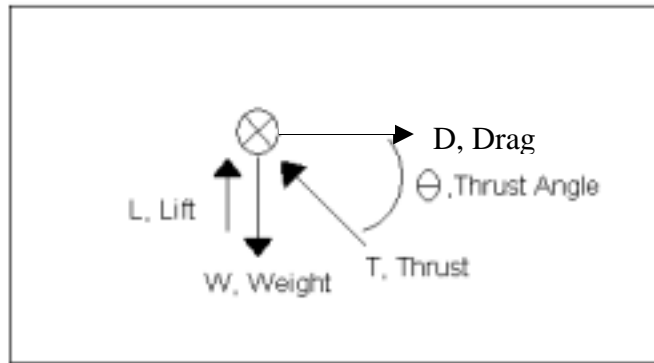 D, Drag
Θ,Thrust Angle
L, Lift
T, Thrust
W, Weight